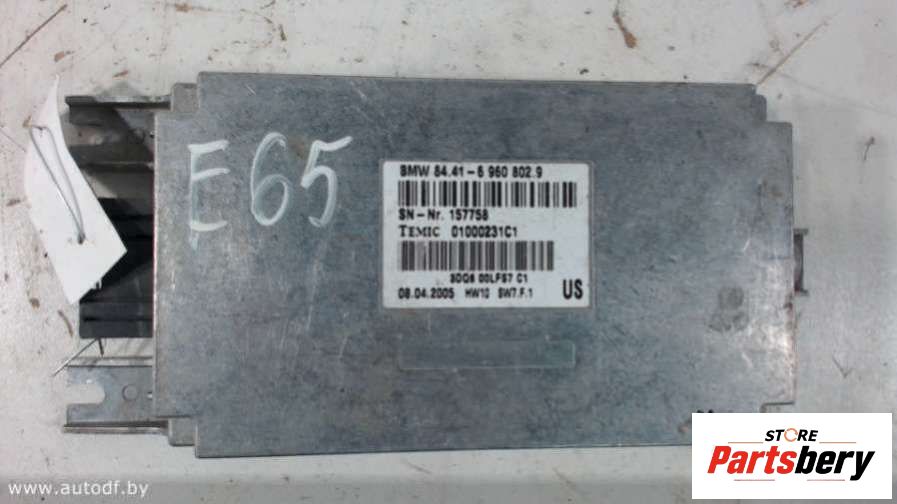 E65
BMW 84.41-6 960 802.9
SN-Nr. 157758
TEMIC 01000231C1
08.04.2005 HW10 SW7.F.1 US
www.autodf.by
STORE
Partsbery